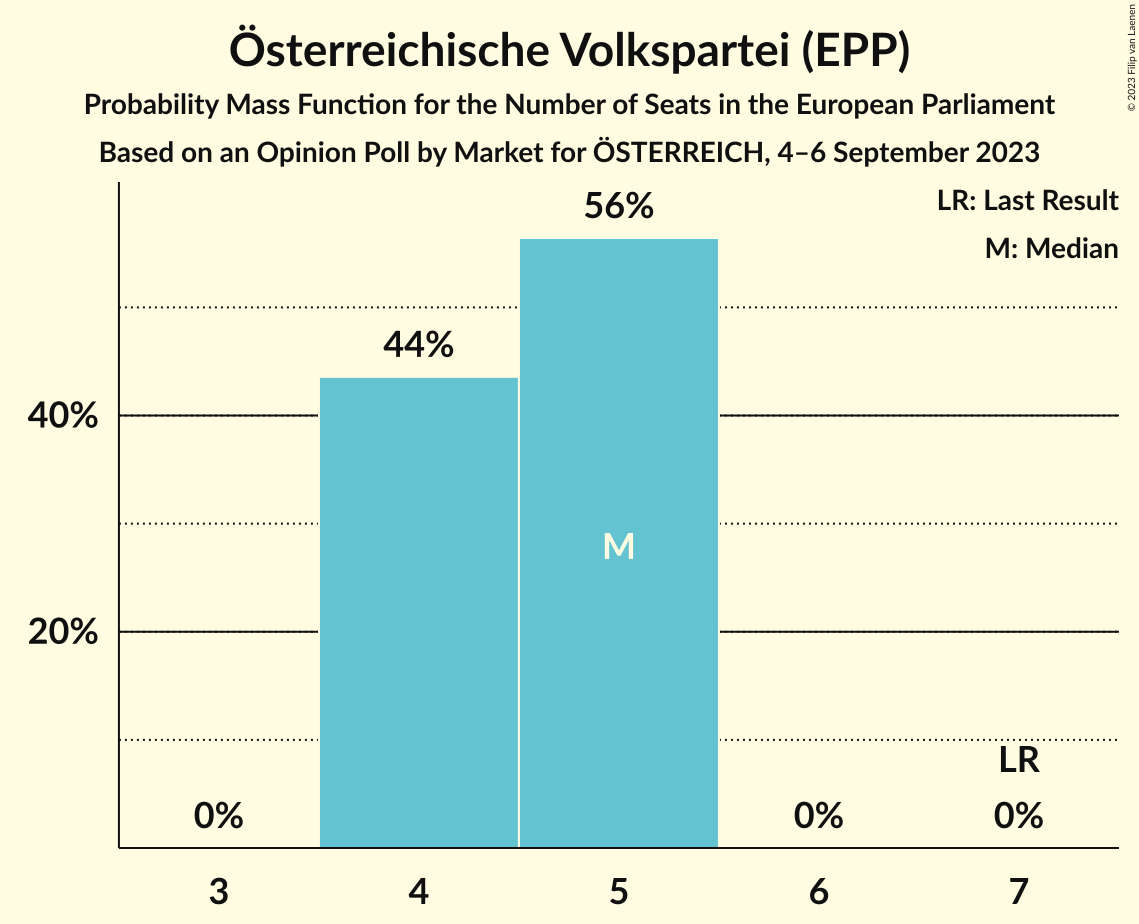 Österreichische Volkspartei (EPP)
Probability Mass Function for the Number of Seats in the European Parliament
Based on an Opinion Poll by Market for ÖSTERREICH, 4–6 September 2023
© 2023 Filip van Laenen
LR: Last Result
M: Median
56%
44%
40%
M
20%
LR
0%
0%
0%
3
4
5
6
7